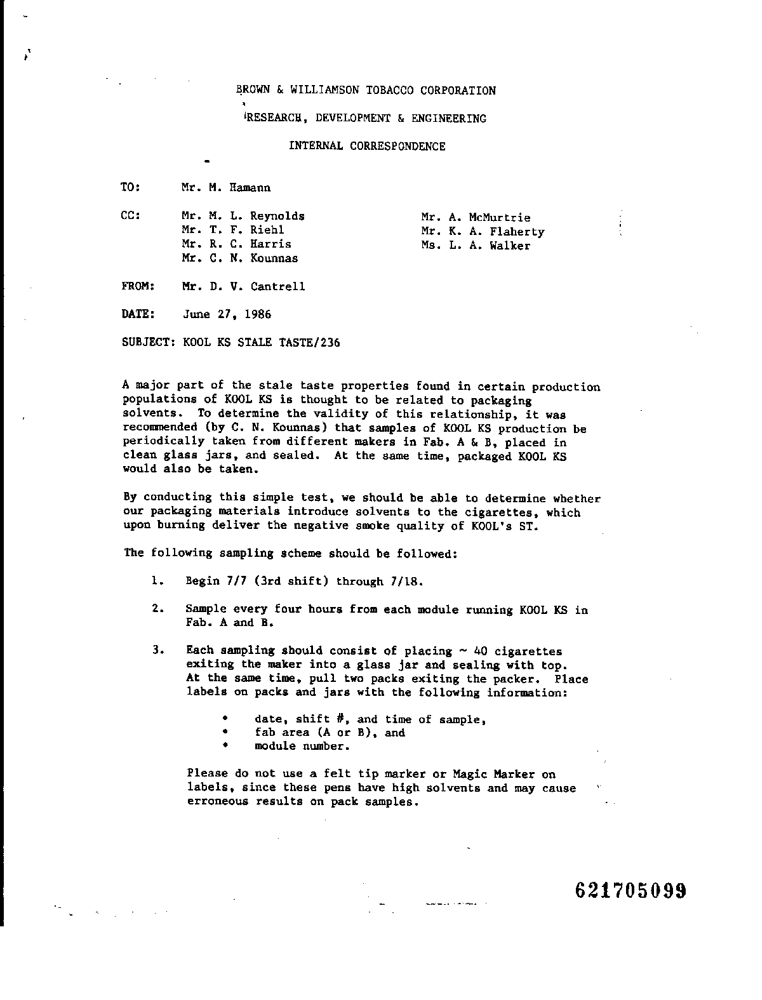 BROWN & WILLIAMSON TOBACCO CORPORATION
RESEARCH, DEVELOPMENT & ENGINEERING
INTERNAL CORRESPONDENCE
TO: Mr. M. Hamann
CC: Mr. M. L. Reynolds Mr. A. McMurtrie
Mr. T. F. Riehl Mr. K. A. Flaherty
Mr. R. C. Harris Ms. L. A. Walker
Mr. C. N. Kounnas
FROM: Mr. D. V. Cantrell
DATE: June 27, 1986
SUBJECT: KOOL KS STALE TASTE/236
A major part of the stale taste properties found in certain production
populations of KOOL KS is thought to be related to packaging
solvents. To determine the validity of this relationship, it was
recommended (by C. N. Kounnas) that samples of KOOL KS production be
periodically taken from different makers in Fab. A & B, placed in
clean glass jars, and sealed. At the same time, packaged KOOL KS
would also be taken.
By conducting this simple test, we should be able to determine whether
our packaging materials introduce solvents to the cigarettes, which
upon burning deliver the negative smoke quality of KOOL's ST.
The following sampling scheme should be followed:
1. Begin 7/7 (3rd shift) through 7/18.
2. Sample every four hours from each module running KOOL KS in
Fab. A and B.
3. Each sampling should consist of placing ~ 40 cigarettes
exiting the maker into a glass jar and sealing with top.
At the same time, pull two packs exiting the packer. Place
labels on packs and jars with the following information:
• date, shift #, and time of sample,
• fab area (A or B), and
• module number.
Please do not use a felt tip marker or Magic Marker on
labels, since these pens have high solvents and may cause
erroneous results on pack samples.
621705099